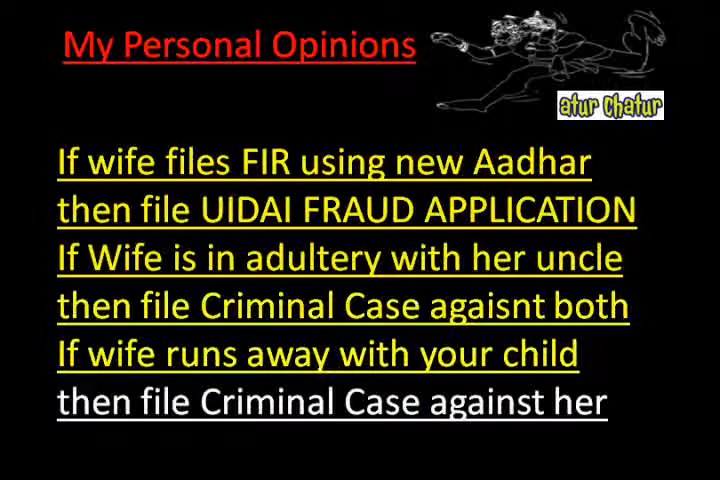 My Personal Opinions
atur chatur
If wife files FIR using new Aadhar
then file UIDAI FRAUD APPLICATION
If Wife is in adultery with her uncle
then file Criminal Case agaisnt both
If wife runs away with your child
then file Criminal Case against her